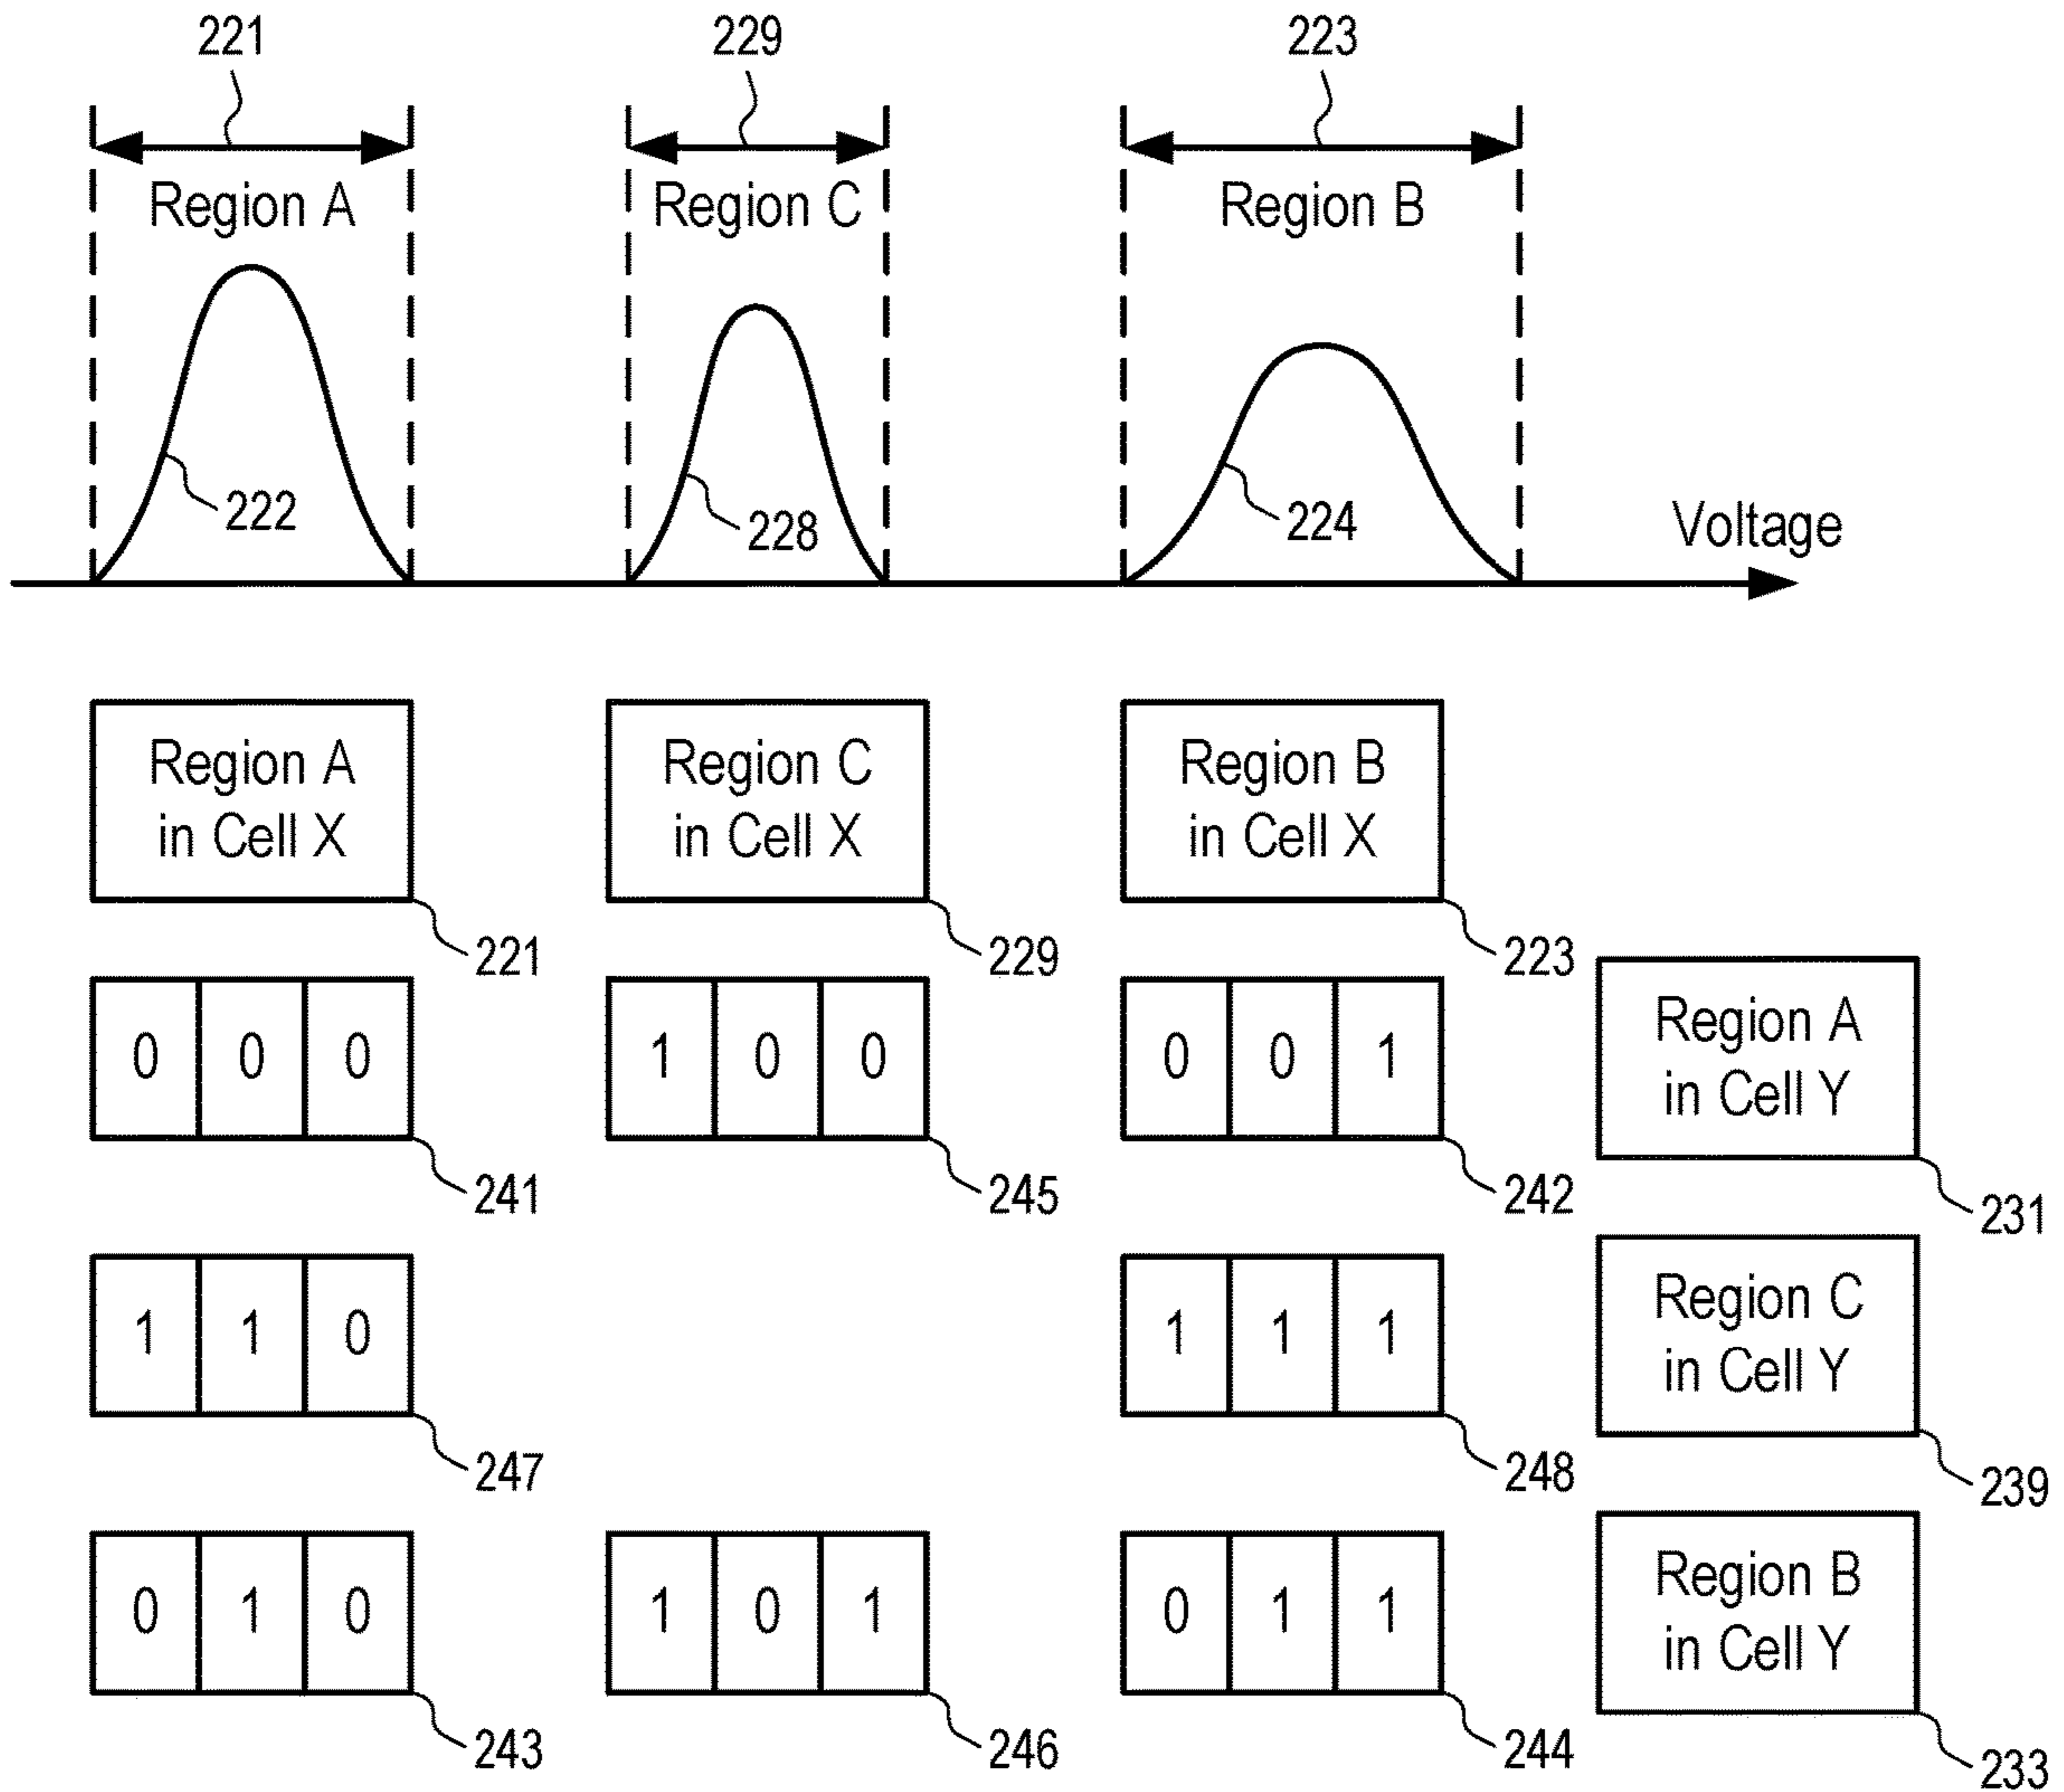 221 229 223
Region A Region C Region B
222 228 224
Voltage
Region A
in Cell X
221
Region C
in Cell X
229
Region B
in Cell X
223
0 0 0
241
1 0 0
245
0 0 1
242
Region A
in Cell Y
231
1 1 0
247
1 1 1
248
Region C
in Cell Y
239
0 1 0
243
1 0 1
246
0 1 1
244
Region B
in Cell Y
233